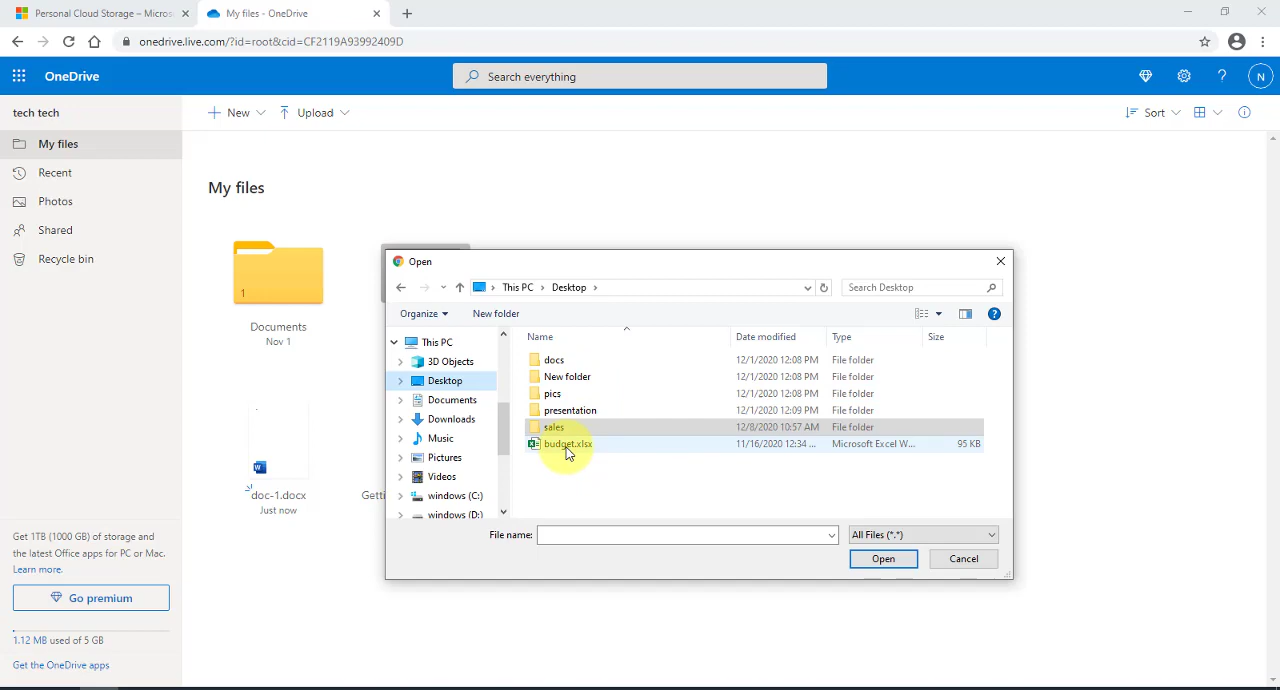 Personal Cloud Storage – Micros
My files - OneDrive
onedrive.live.com/?id=root&cid=CF2119A93992409D
OneDrive
Search everything
N
tech tech
New
Upload
Sort
My files
Recent
Photos
Shared
Recycle bin
My files
1
Documents
Nov 1
doc-1.docx
Just now
Getti
Open
This PC
Desktop
Search Desktop
Organize
New folder
Name
Date modified
Type
Size
This PC
3D Objects
Desktop
Documents
Downloads
Music
Pictures
Videos
windows (C:)
windows (D:)
docs 12/1/2020 12:08 PM File folder
New folder 12/1/2020 12:08 PM File folder
pics 12/1/2020 12:08 PM File folder
presentation 12/1/2020 12:09 PM File folder
sales 12/8/2020 10:57 AM File folder
budget.xlsx 11/16/2020 12:34 ... Microsoft Excel W... 95 KB
File name:
All Files (*.*)
Open
Cancel
Get 1TB (1000 GB) of storage and
the latest Office apps for PC or Mac.
Learn more.
Go premium
1.12 MB used of 5 GB
Get the OneDrive apps